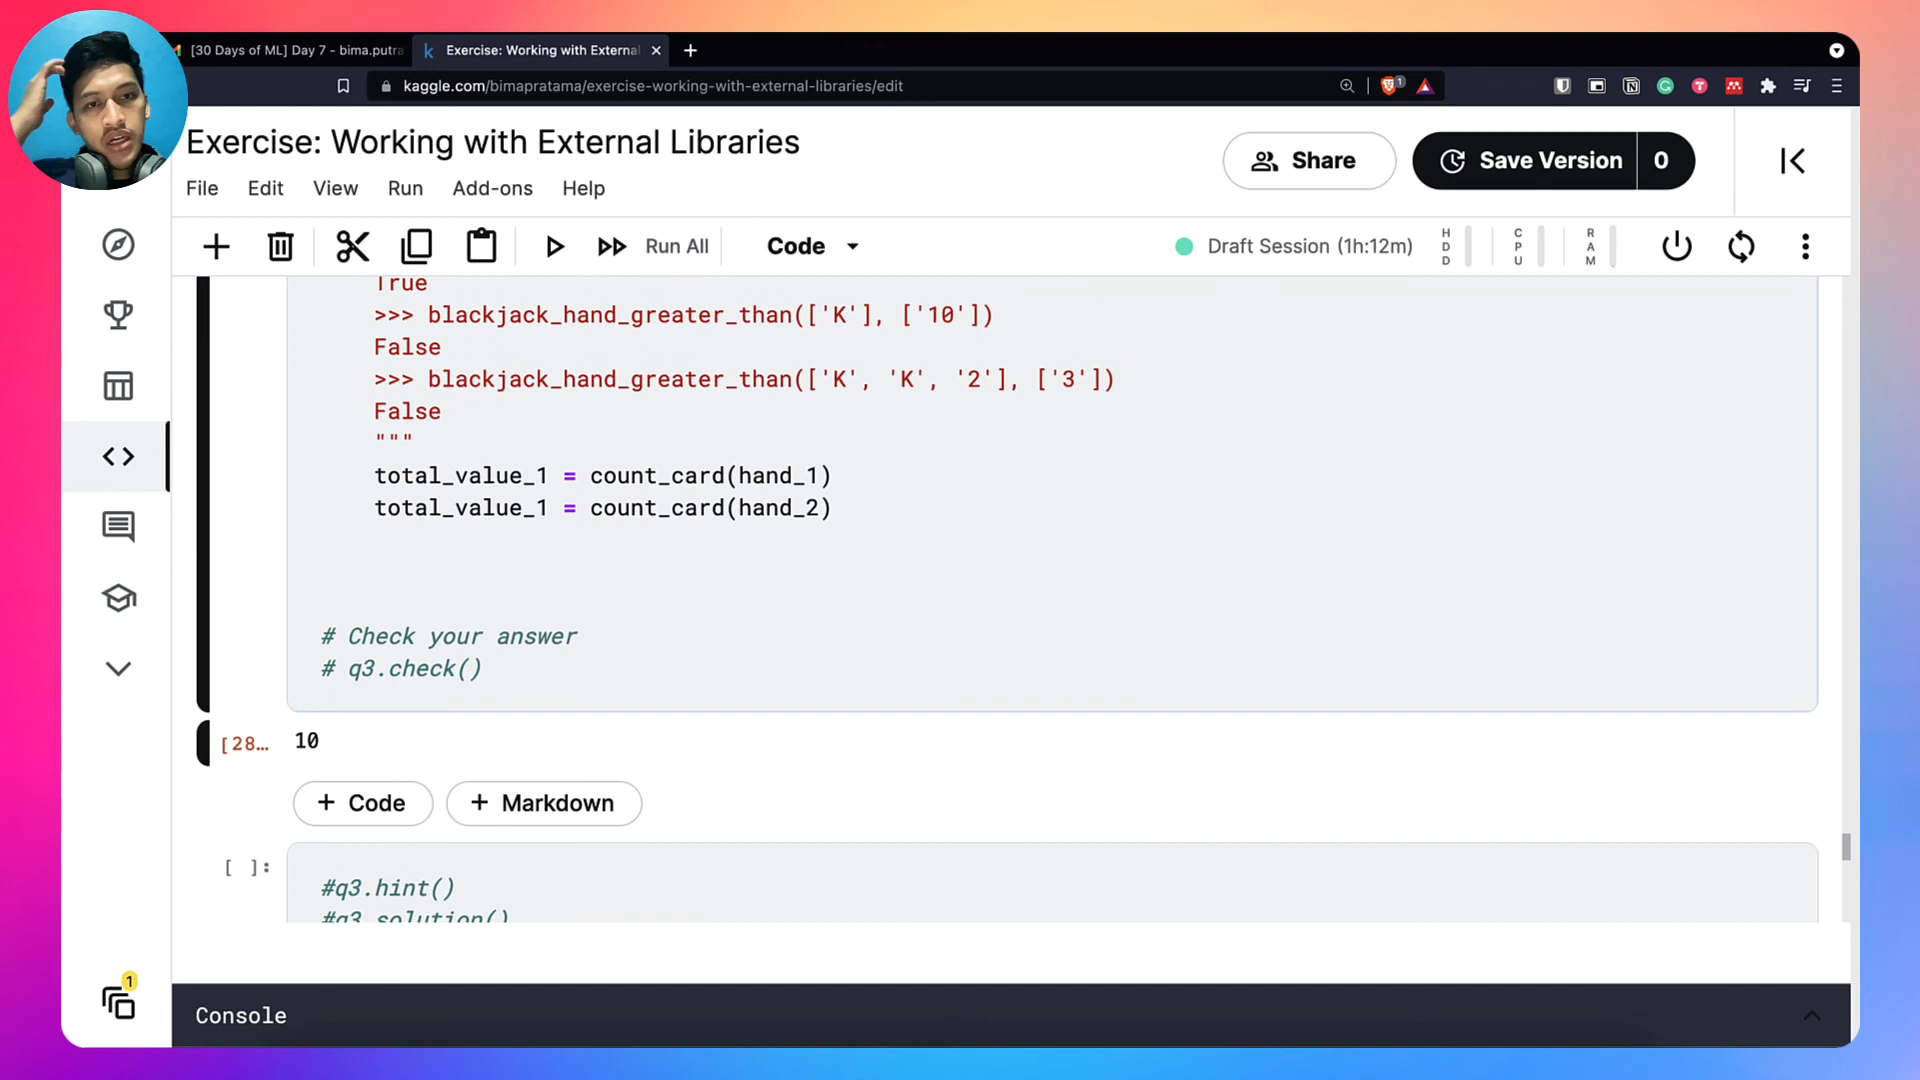 [30 Days of ML] Day 7 - bima.putra
Exercise: Working with External
kaggle.com/bimapratama/exercise-working-with-external-libraries/edit
Exercise: Working with External Libraries
Share
Save Version 0
File Edit View Run Add-ons Help
Run All
Code
Draft Session (1h:12m)
HDD
CPU
RAM
True
>>> blackjack_hand_greater_than(['K'], ['10'])
False
>>> blackjack_hand_greater_than(['K', 'K', '2'], ['3'])
False
"""
total_value_1 = count_card(hand_1)
total_value_1 = count_card(hand_2)
# Check your answer
# q3.check()
[28… 10
+ Code + Markdown
[ ]:
#q3.hint()
#q3.solution()
1
Console